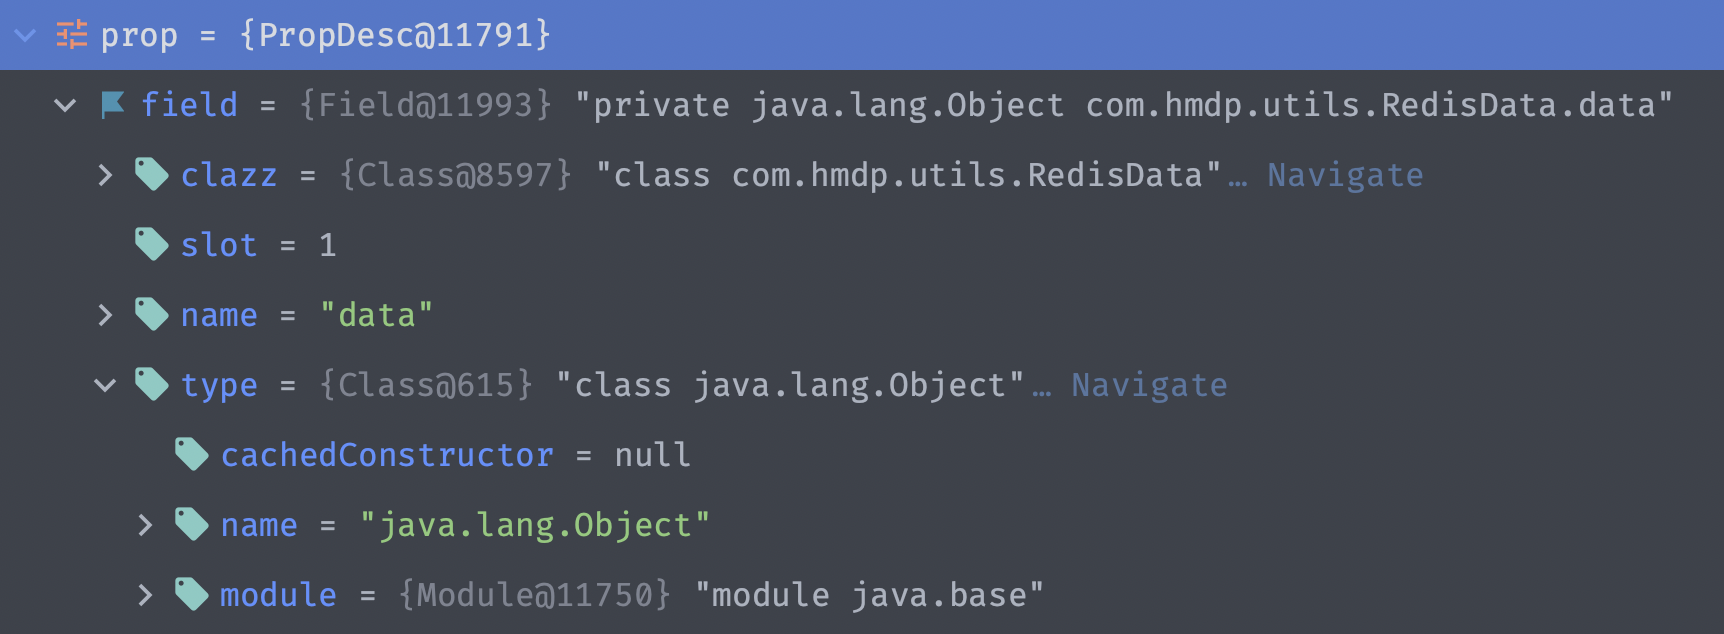 prop = {PropDesc@11791}
field = {Field@11993} "private java.lang.Object com.hmdp.utils.RedisData.data"
clazz = {Class@8597} "class com.hmdp.utils.RedisData"… Navigate
slot = 1
name = "data"
type = {Class@615} "class java.lang.Object"… Navigate
cachedConstructor = null
name = "java.lang.Object"
module = {Module@11750} "module java.base"